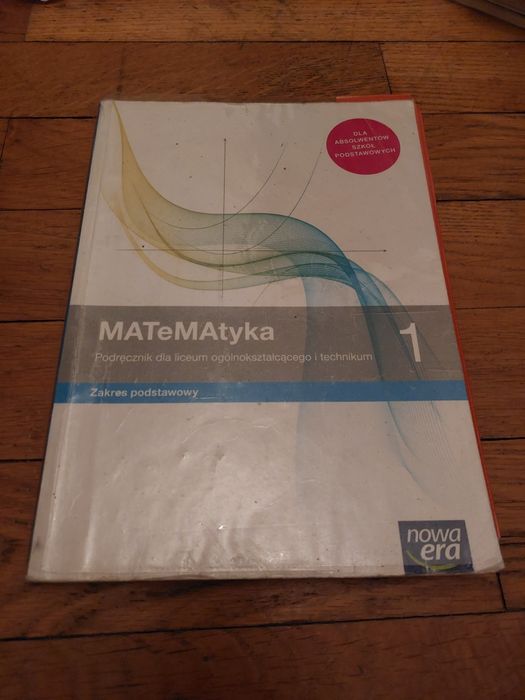 DLA
ABSOLWENTÓW
SZKÓŁ
PODSTAWOWYCH
MATeMAtyka 1
Podręcznik dla liceum ogólnokształcącego i technikum
Zakres podstawowy
nowa
era